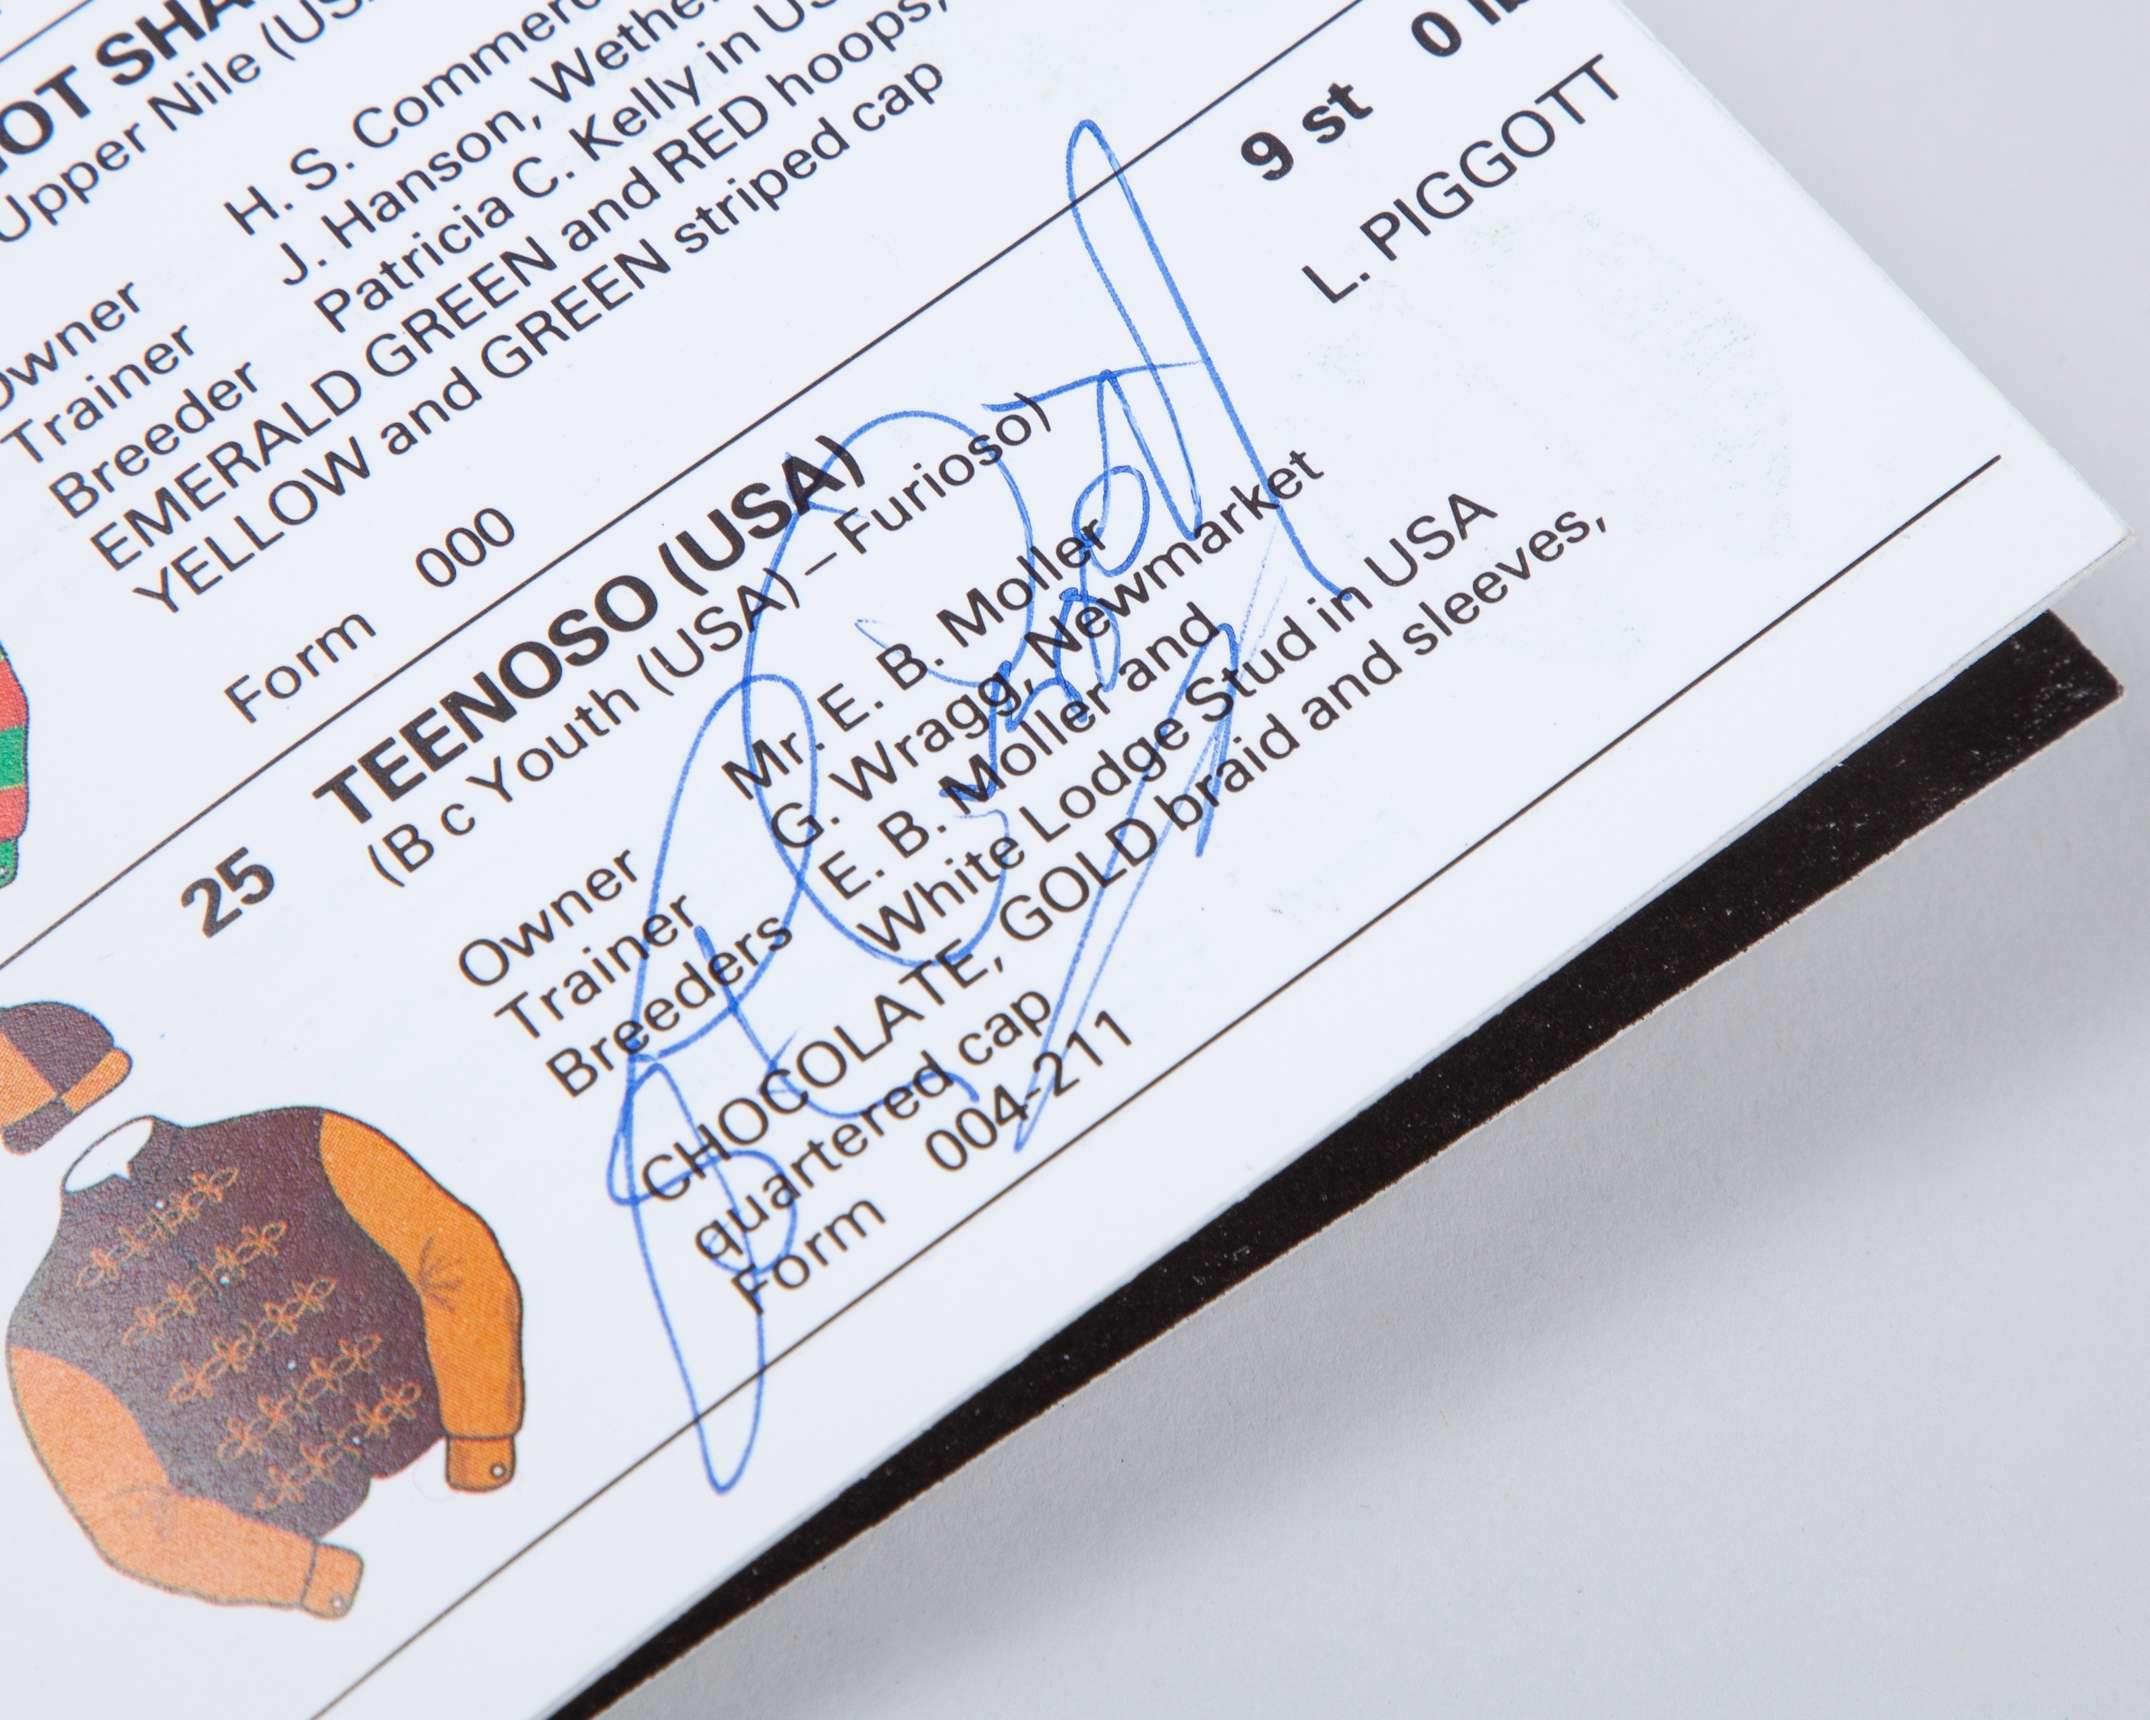 OT SHA
Upper Nile (US
Owner H. S. Commer
Trainer J. Hanson, Wether
Breeder Patricia C. Kelly in US
EMERALD GREEN and RED hoops,
YELLOW and GREEN striped cap
Form 000
25 TEENOSO (USA) 9 st 0 lb
(B c Youth (USA) – Furioso) L. PIGGOTT
Owner Mr. E. B. Moller
Trainer G. Wragg, Newmarket
Breeders E. B. Moller and
White Lodge Stud in USA
CHOCOLATE, GOLD braid and sleeves,
quartered cap
Form 004-211